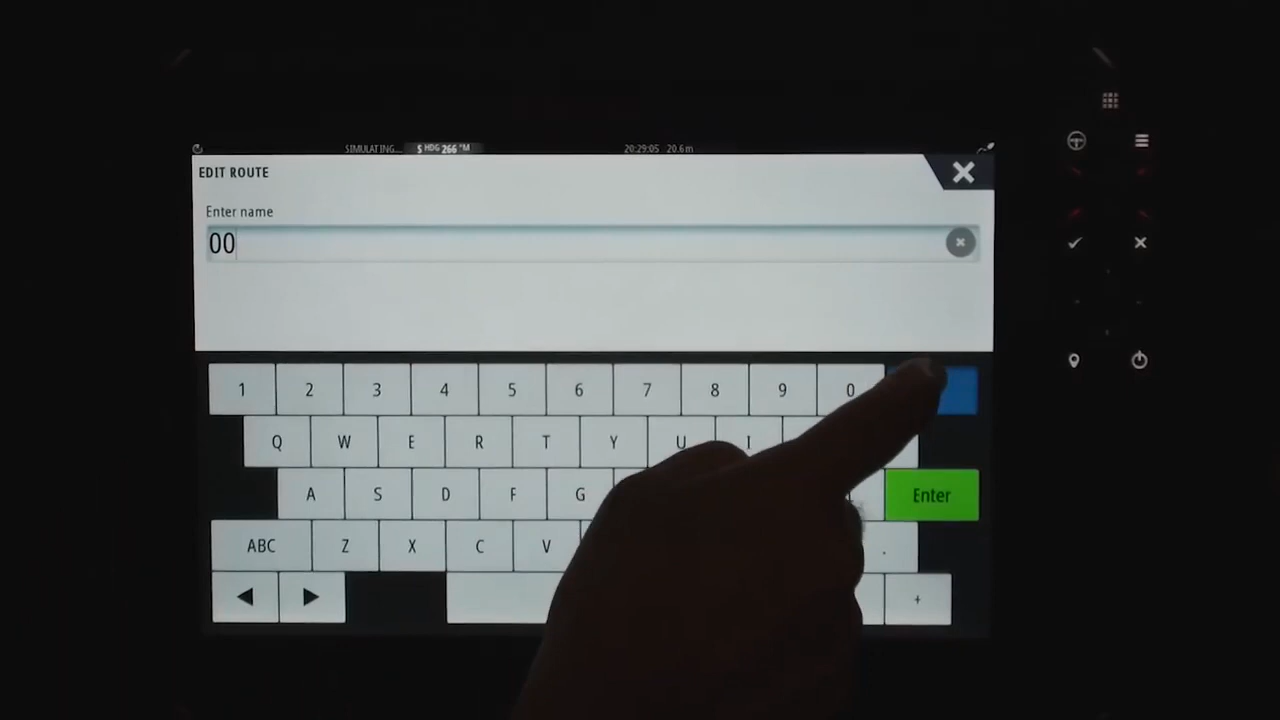 SIMULATING... S HDG 266 °M 20:29:05 20.6 m
EDIT ROUTE
Enter name
00
1 2 3 4 5 6 7 8 9 0
Q W E R T Y U I
A S D F G Enter
ABC Z X C V .
+